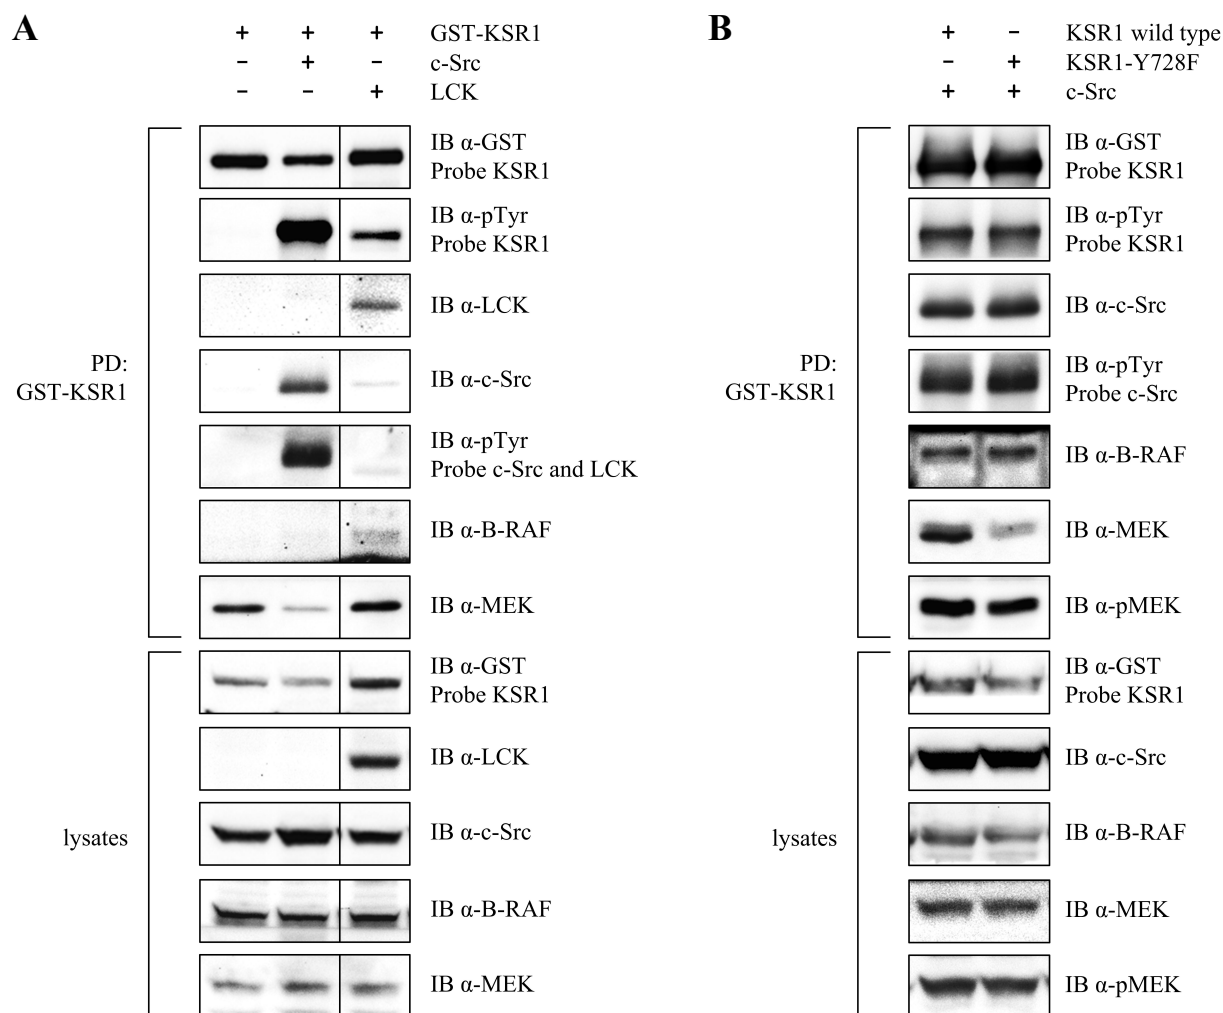 A
+ + + GST-KSR1
– + – c-Src
– – + LCK
PD:
GST-KSR1
IB α-GST
Probe KSR1
IB α-pTyr
Probe KSR1
IB α-LCK
IB α-c-Src
IB α-pTyr
Probe c-Src and LCK
IB α-B-RAF
IB α-MEK
lysates
IB α-GST
Probe KSR1
IB α-LCK
IB α-c-Src
IB α-B-RAF
IB α-MEK
B
+ – KSR1 wild type
– + KSR1-Y728F
+ + c-Src
PD:
GST-KSR1
IB α-GST
Probe KSR1
IB α-pTyr
Probe KSR1
IB α-c-Src
IB α-pTyr
Probe c-Src
IB α-B-RAF
IB α-MEK
IB α-pMEK
lysates
IB α-GST
Probe KSR1
IB α-c-Src
IB α-B-RAF
IB α-MEK
IB α-pMEK